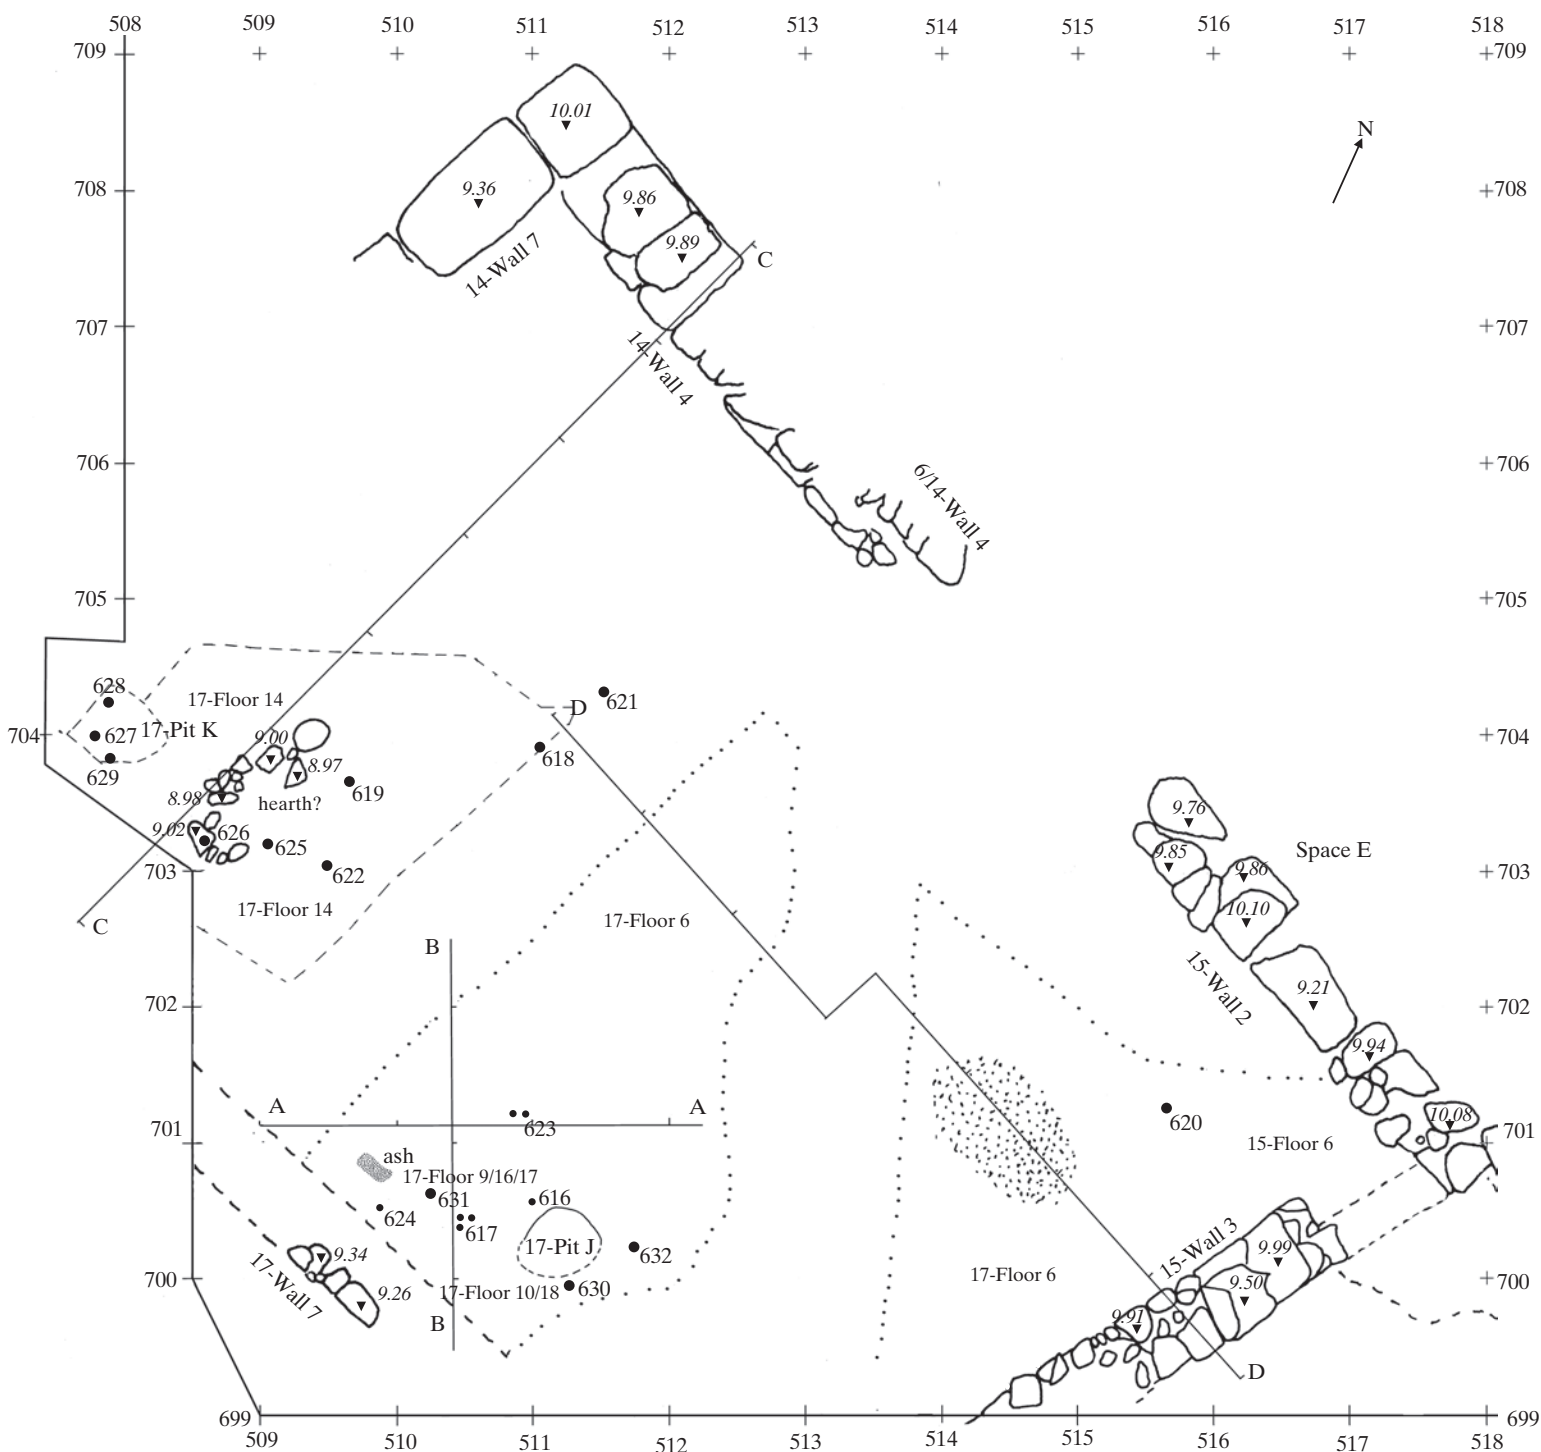 508 509 510 511 512 513 514 515 516 517 518
709 709
10.01
N
9.36
9.86
708 708
9.89
14-Wall 7
C
707 707
14-Wall 4
706 706
6/14-Wall 4
705 705
628
17-Floor 14
621
D
704 627 17-Pit K 704
9.00
618
629
8.97
619
8.98 hearth?
9.76
9.02 626
625
9.85
Space E
9.86
703 622 703
10.10
17-Floor 14
17-Floor 6
C
B
15-Wall 2
9.21
702 702
9.94
A A
10.08
623
620
701 15-Floor 6 701
ash
17-Floor 9/16/17
631 616
624
617
15-Wall 3
17-Pit J
632
9.99
9.34
17-Wall 7
700 17-Floor 6 700
9.50
9.26
17-Floor 10/18 630
9.91
B
D
699 699
509 510 511 512 513 514 515 516 517 518